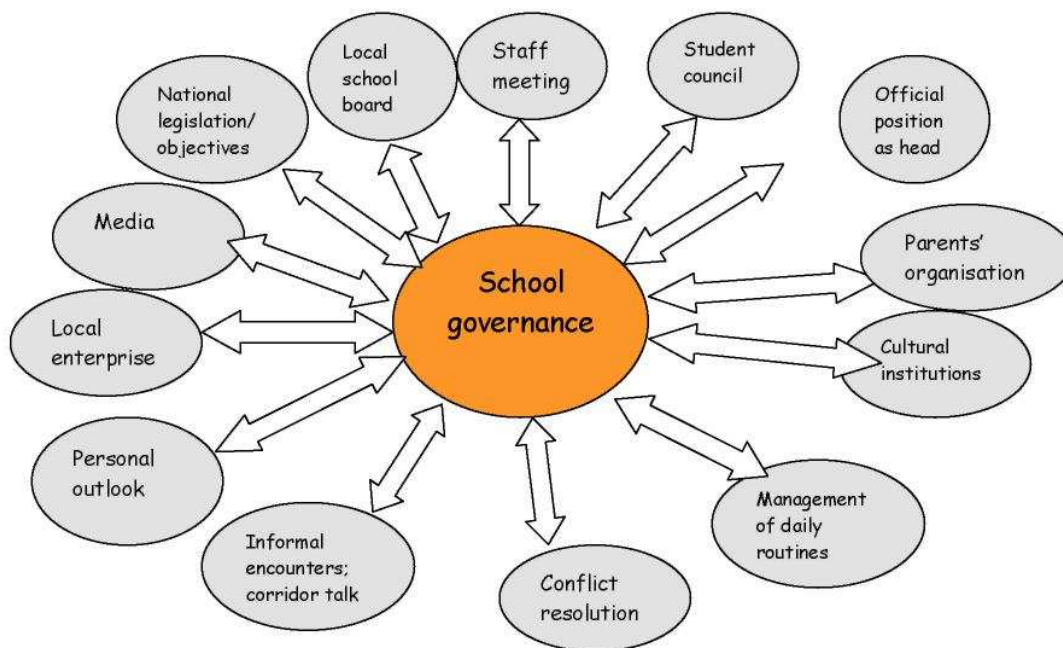 Local
school
board
Staff
meeting
Student
council
National
legislation/
objectives
Official
position
as head
Media
Parents'
organisation
School
governance
Local
enterprise
Cultural
institutions
Personal
outlook
Management
of daily
routines
Informal
encounters;
corridor talk
Conflict
resolution